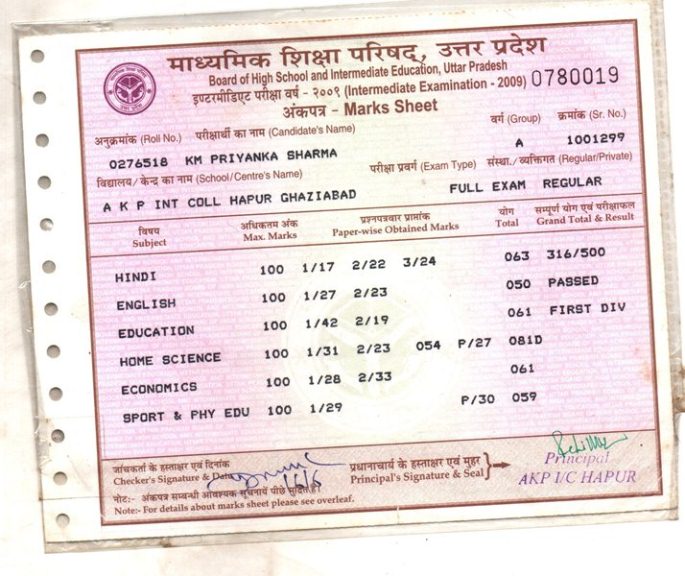 माध्यमिक शिक्षा परिषद्, उत्तर प्रदेश
Board of High School and Intermediate Education, Uttar Pradesh
इण्टरमीडिएट परीक्षा वर्ष - २००९ (Intermediate Examination - 2009) 0780019
अंकपत्र - Marks Sheet
अनुक्रमांक (Roll No.) परीक्षार्थी का नाम (Candidate's Name) वर्ग (Group) क्रमांक (Sr. No.)
0276518 KM PRIYANKA SHARMA A 1001299
विद्यालय/ केन्द्र का नाम (School/Centre's Name) परीक्षा प्रवर्ग (Exam Type) संस्था./ व्यक्तिगत (Regular/Private)
A K P INT COLL HAPUR GHAZIABAD FULL EXAM REGULAR
विषय अधिकतम अंक प्रश्नपत्रवार प्राप्तांक योग सम्पूर्ण योग एवं परीक्षाफल
Subject Max. Marks Paper-wise Obtained Marks Total Grand Total & Result
HINDI 100 1/17 2/22 3/24 063 316/500
ENGLISH 100 1/27 2/23 050 PASSED
EDUCATION 100 1/42 2/19 061 FIRST DIV
HOME SCIENCE 100 1/31 2/23 054 P/27 081D
ECONOMICS 100 1/28 2/33 061
SPORT & PHY EDU 100 1/29 P/30 059
जांचकर्ता के हस्ताक्षर एवं दिनांक प्रधानाचार्य के हस्ताक्षर एवं मुहर
Checker's Signature & Date Principal's Signature & Seal
Principal
AKP I/C HAPUR
नोट:- अंकपत्र सम्बन्धी आवश्यक सूचनायें पीछे मुद्रित हैं।
Note:- For details about marks sheet please see overleaf.